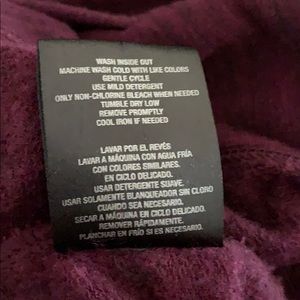 WASH INSIDE OUT
MACHINE WASH COLD WITH LIKE COLORS
GENTLE CYCLE
USE MILD DETERGENT
ONLY NON-CHLORINE BLEACH WHEN NEEDED
TUMBLE DRY LOW
REMOVE PROMPTLY
COOL IRON IF NEEDED
LAVAR POR EL REVÉS
LAVAR A MÁQUINA CON AGUA FRÍA
CON COLORES SIMILARES.
EN CICLO DELICADO.
USAR DETERGENTE SUAVE.
USAR SOLAMENTE BLANQUEADOR SIN CLORO
CUANDO SEA NECESARIO.
SECAR A MÁQUINA EN CICLO DELICADO.
REMOVER RÁPIDAMENTE.
PLANCHAR EN FRÍO SI ES NECESARIO.